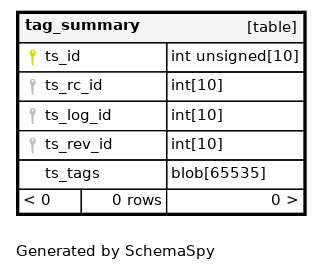 tag_summary [table]
ts_id int unsigned[10]
ts_rc_id int[10]
ts_log_id int[10]
ts_rev_id int[10]
ts_tags blob[65535]
< 0 0 rows 0 >
Generated by SchemaSpy